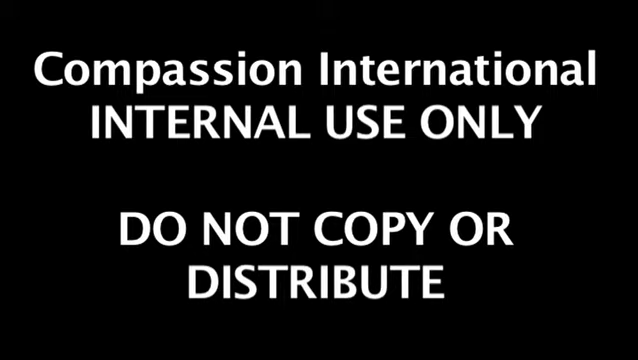 Compassion International
INTERNAL USE ONLY
DO NOT COPY OR
DISTRIBUTE